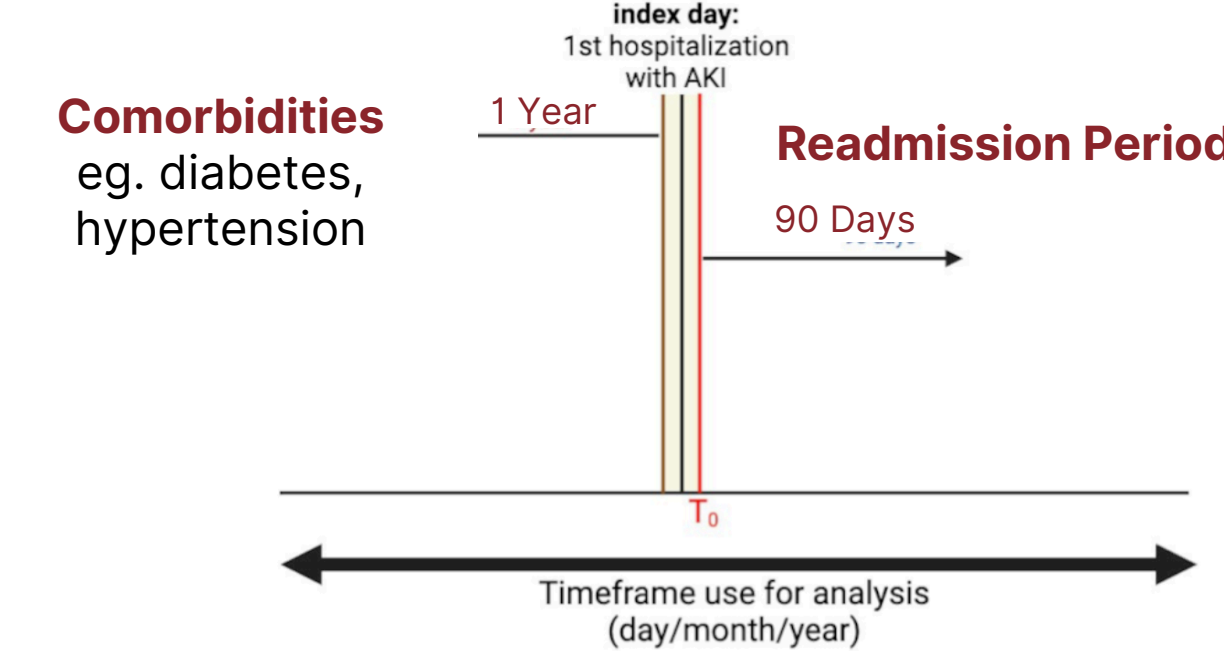 index day:
1st hospitalization
with AKI
1 Year
Comorbidities
eg. diabetes,
hypertension
Readmission Period
90 Days
T₀
Timeframe use for analysis
(day/month/year)